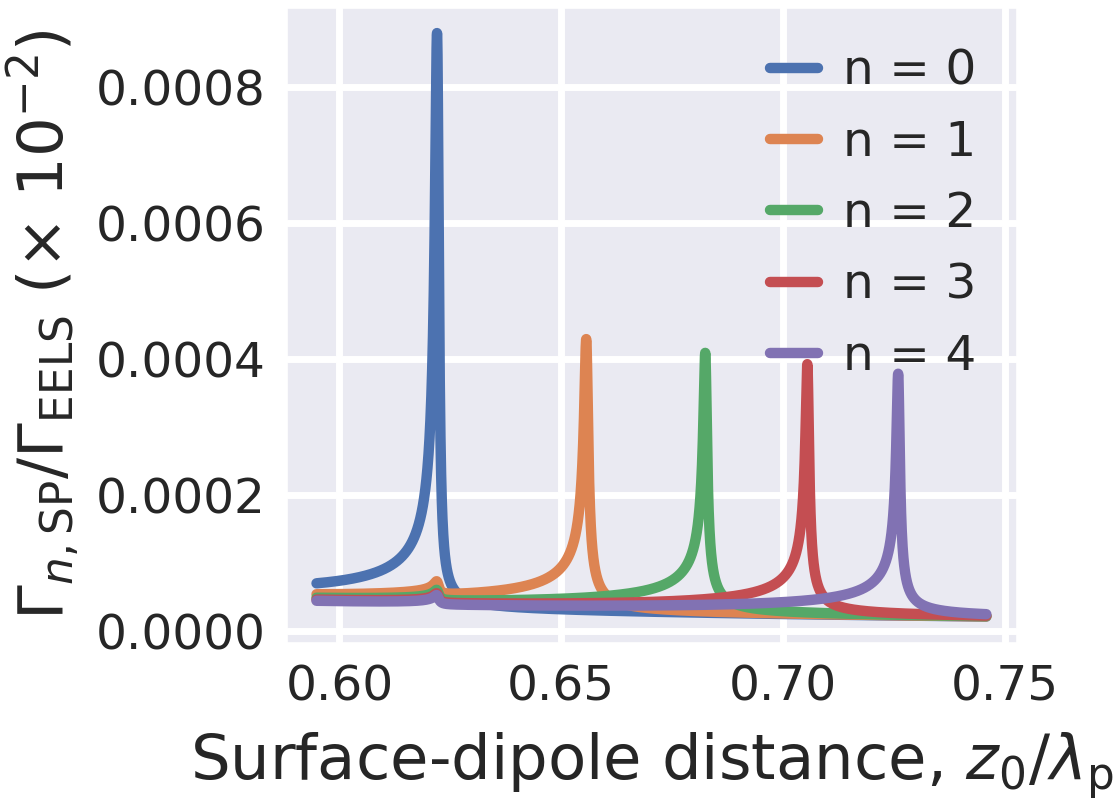 Γn, SP/ΓEELS (× 10−2)
0.0008
0.0006
0.0004
0.0002
0.0000
n = 0
n = 1
n = 2
n = 3
n = 4
0.60 0.65 0.70 0.75
Surface-dipole distance, z0/λp